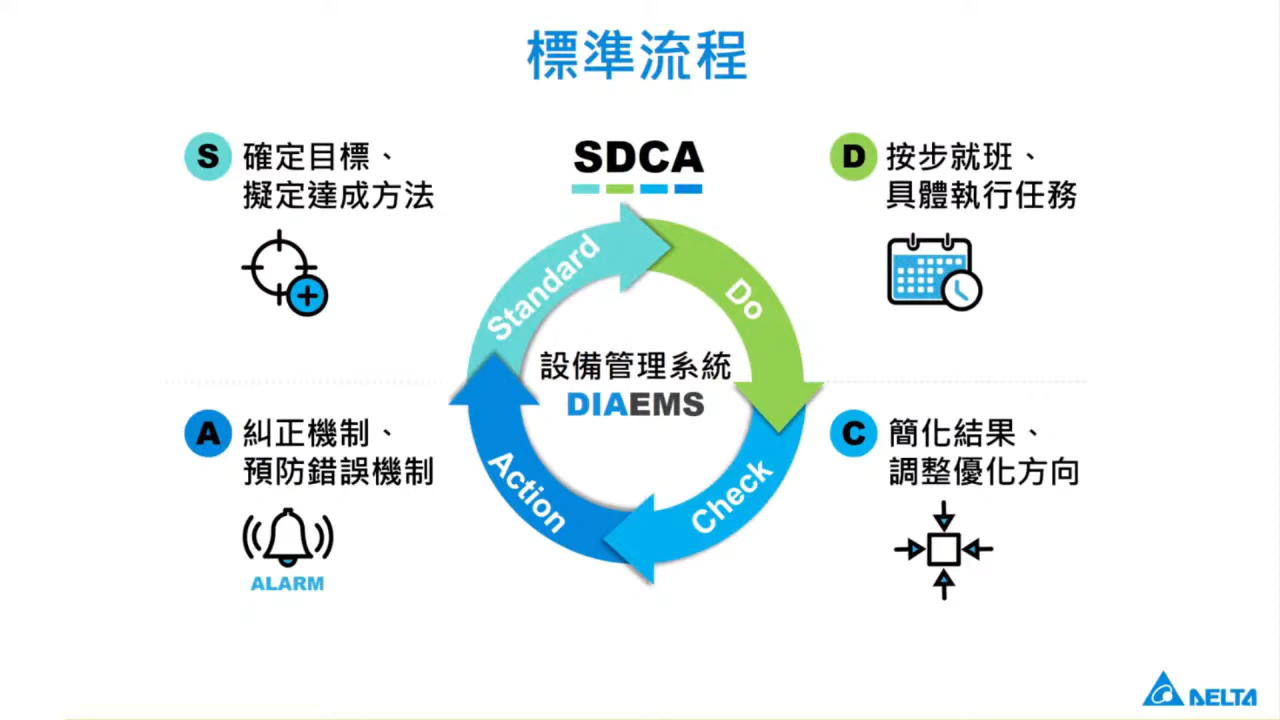 標準流程
S 確定目標、
擬定達成方法
SDCA
D 按步就班、
具體執行任務
Standard
Do
設備管理系統
DIAEMS
A 糾正機制、
預防錯誤機制
ALARM
Action
Check
C 簡化結果、
調整優化方向
DELTA